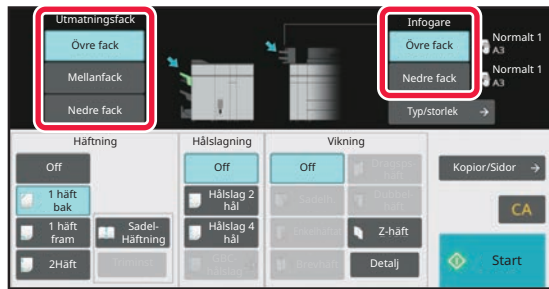 Utmatningsfack
Infogare
Övre fack
Mellanfack
Nedre fack
Övre fack
Nedre fack
Normalt 1
A3
Normalt 1
A3
Typ/storlek
Häftning
Hålslagning
Vikning
Off
1 häft
bak
1 häft
fram
2Häft
Sadel-
Häftning
Off
Hålslag 2
hål
Hålslag 4
hål
Off
Z-häft
Detalj
Kopior/Sidor
CA
Start